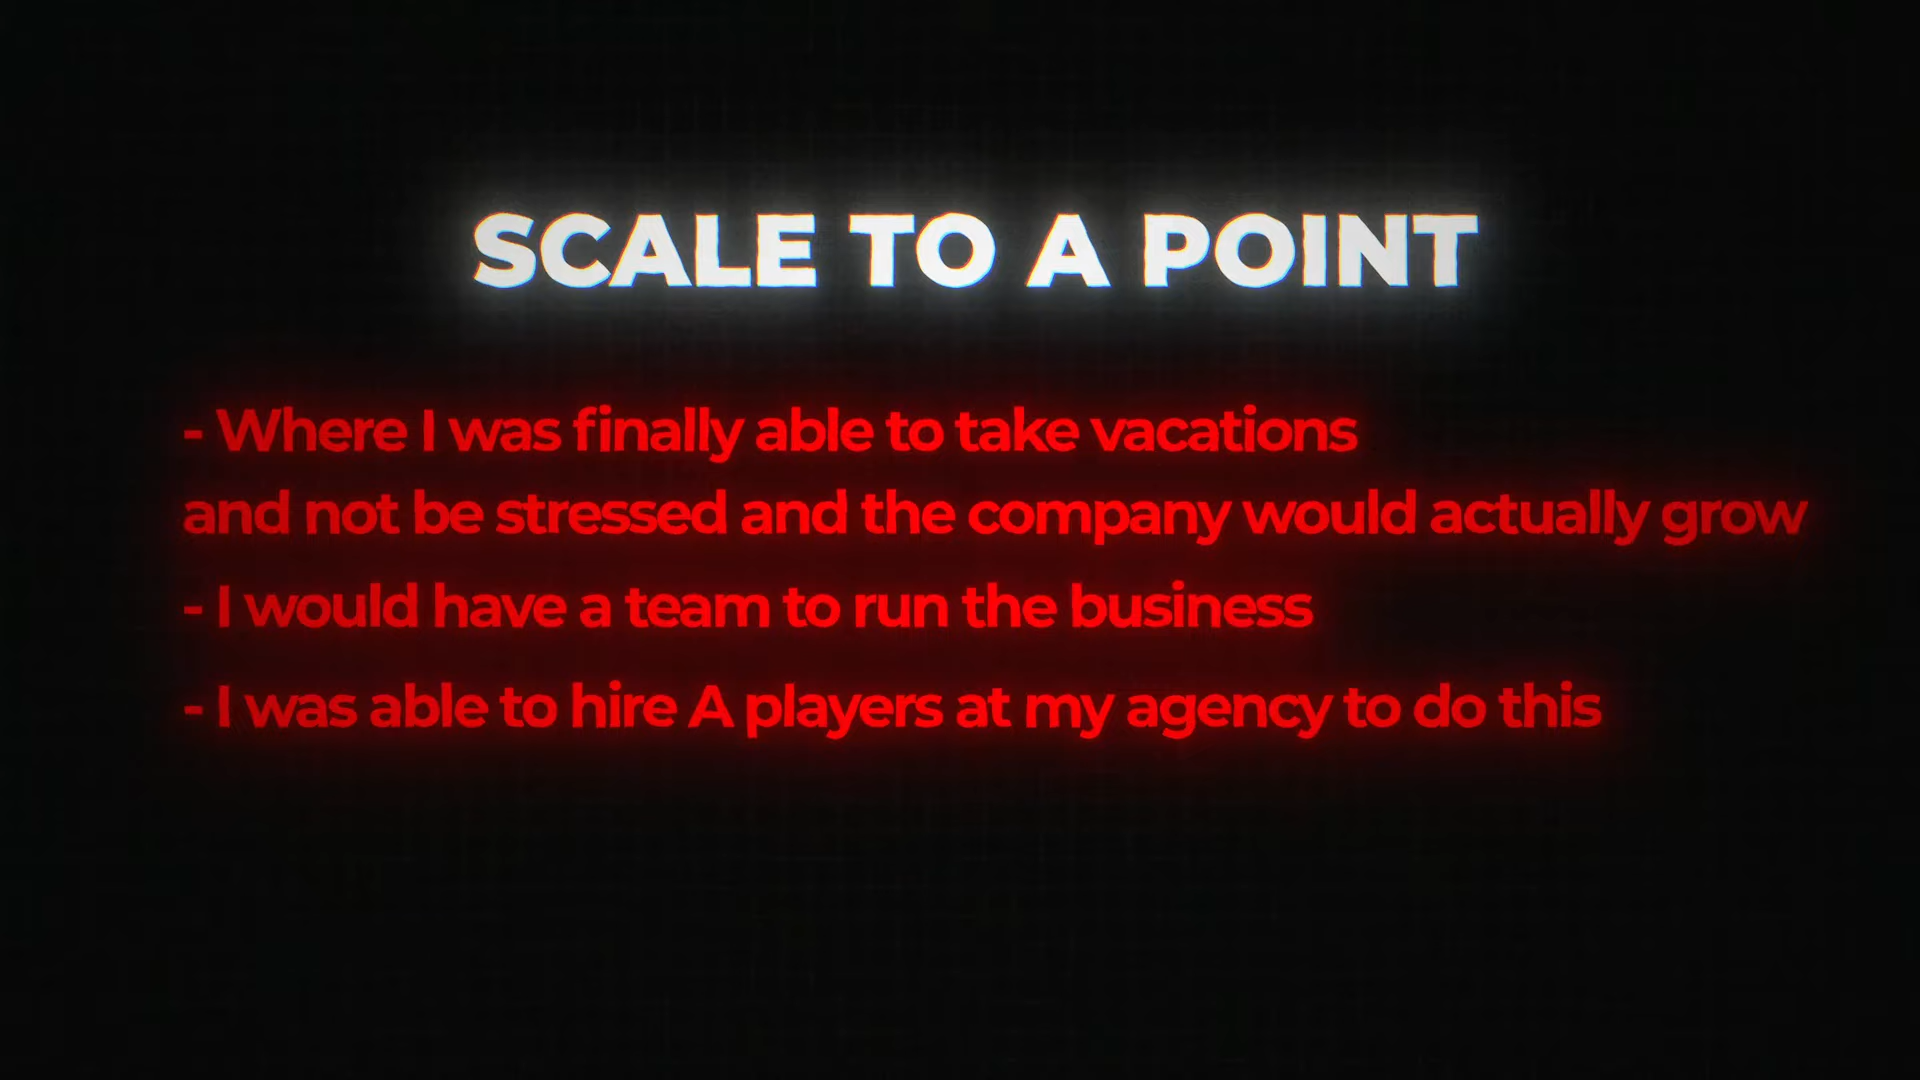 SCALE TO A POINT
- Where I was finally able to take vacations
and not be stressed and the company would actually grow
- I would have a team to run the business
- I was able to hire A players at my agency to do this